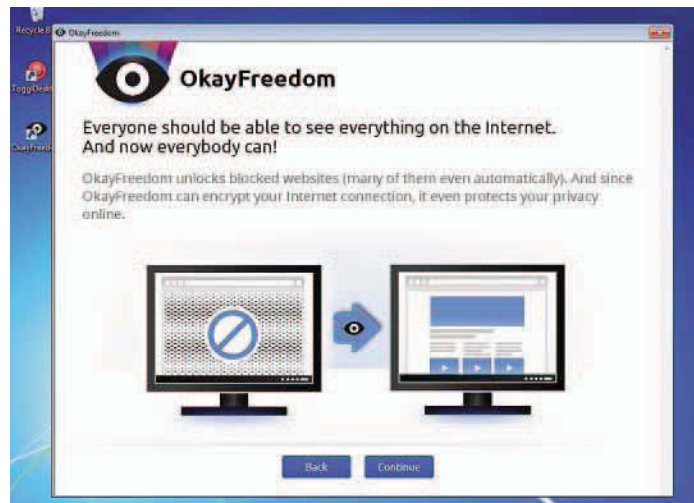 Recycle B
OkayFreedom
OkayFreedom
Everyone should be able to see everything on the Internet.
And now everybody can!
OkayFreedom unlocks blocked websites (many of them even automatically). And since
OkayFreedom can encrypt your Internet connection, it even protects your privacy
online.
Back
Continue